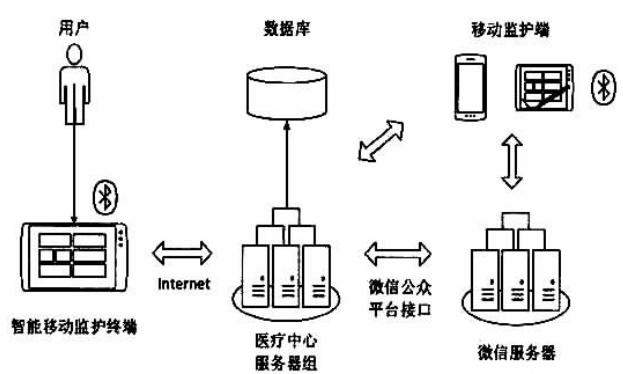 用户
数据库
移动监护端
Internet
微信公众
平台接口
智能移动监护终端
医疗中心
服务器组
微信服务器